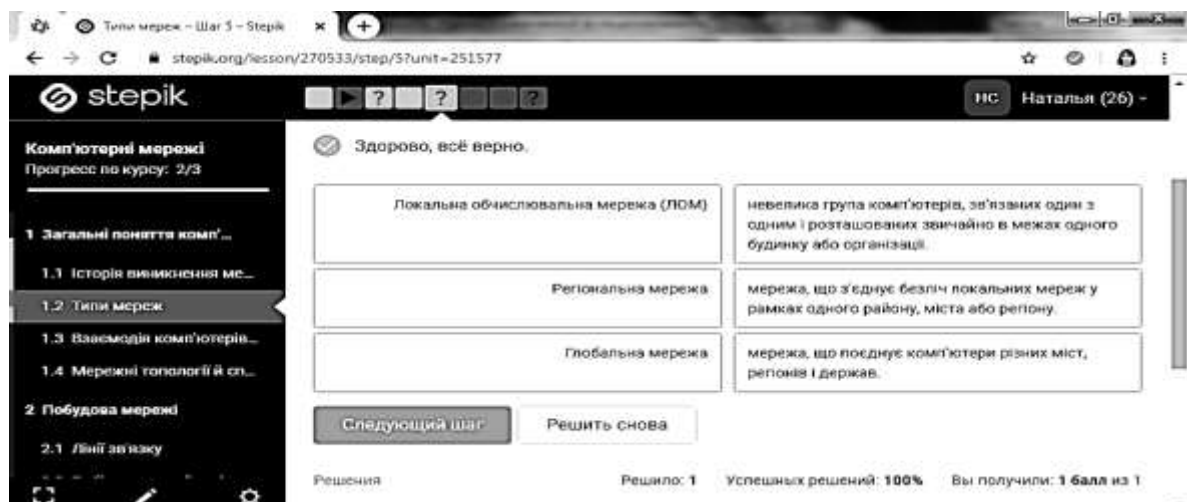 Типи мереж – Шаг 5 – Stepik
stepik.org/lesson/270533/step/5?unit=251577
stepik
НС Наталья (26)
Комп'ютерні мережі
Прогресс по курсу: 2/3
Здорово, всё верно.
Локальна обчислювальна мережа (ЛОМ)
невелика група комп'ютерів, зв'язаних один з
одним і розташованих звичайно в межах одного
будинку або організації.
1 Загальні поняття комп'...
1.1 Історія виникнення ме...
1.2 Типи мереж
Регіональна мережа
мережа, що з'єднує безліч локальних мереж у
рамках одного району, міста або регіону.
1.3 Взаємодія комп'ютерів...
1.4 Мережні топології й сп...
Глобальна мережа
мережа, що поєднує комп'ютери різних міст,
регіонів і держав.
2 Побудова мережі
2.1 Лінії зв'язку
Следующий шаг
Решить снова
Решения
Решило: 1
Успешных решений: 100%
Вы получили: 1 балл из 1